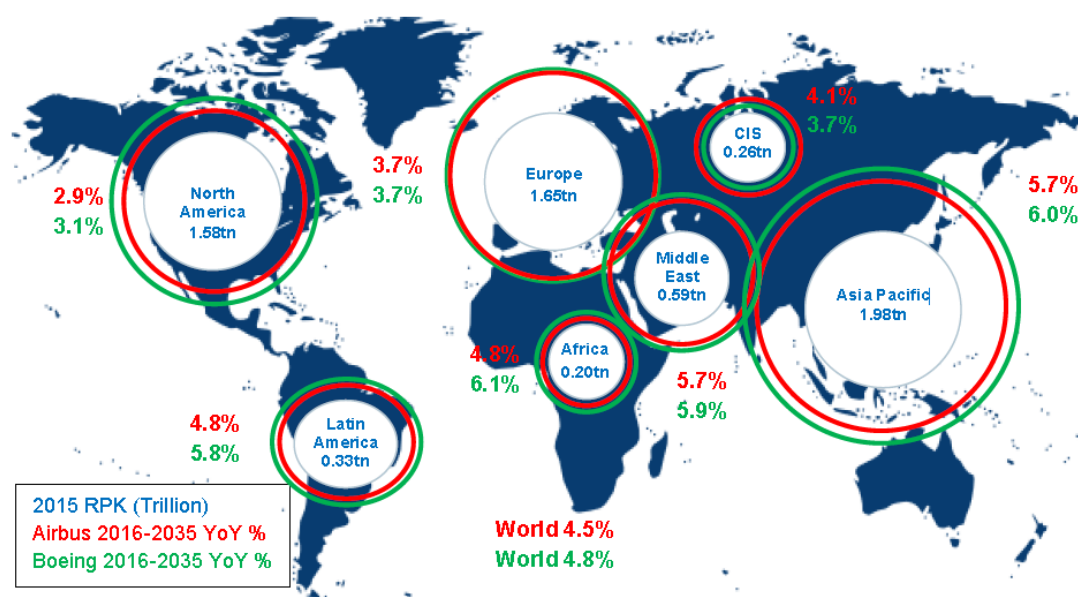 North
America
1.58tn
2.9%
3.1%
Europe
1.65tn
3.7%
3.7%
CIS
0.26tn
4.1%
3.7%
Middle
East
0.59tn
5.7%
5.9%
Asia Pacific
1.98tn
5.7%
6.0%
Africa
0.20tn
4.8%
6.1%
Latin
America
0.33tn
4.8%
5.8%
2015 RPK (Trillion)
Airbus 2016-2035 YoY %
Boeing 2016-2035 YoY %
World 4.5%
World 4.8%